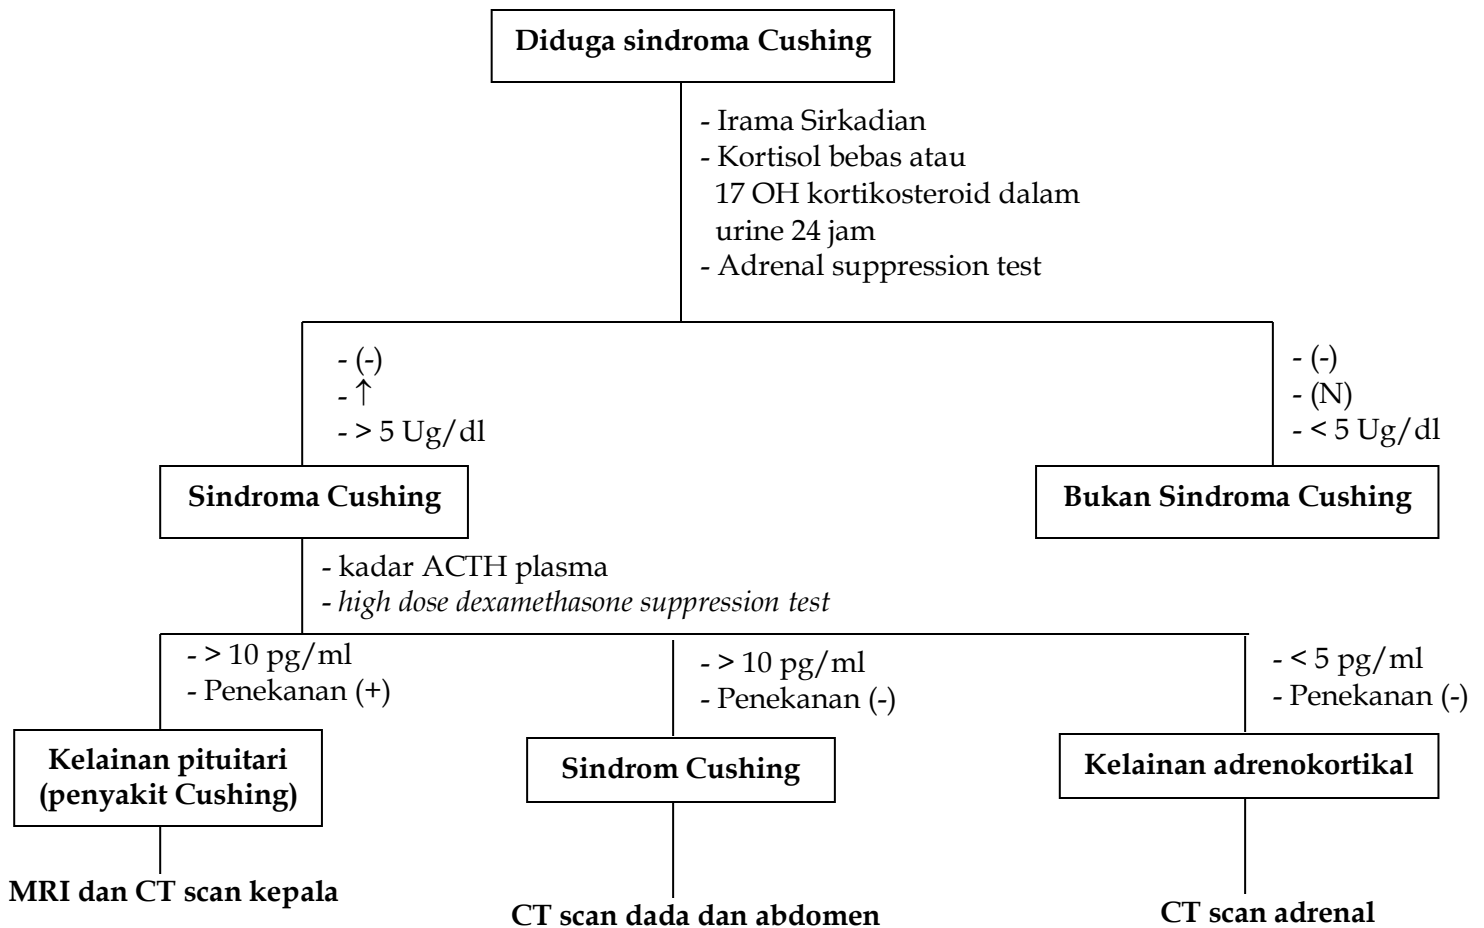 Diduga sindroma Cushing
- Irama Sirkadian
- Kortisol bebas atau
17 OH kortikosteroid dalam
urine 24 jam
- Adrenal suppression test
- (-)
- ↑
- > 5 Ug/dl
- (-)
- (N)
- < 5 Ug/dl
Sindroma Cushing
Bukan Sindroma Cushing
- kadar ACTH plasma
- high dose dexamethasone suppression test
- > 10 pg/ml
- Penekanan (+)
- > 10 pg/ml
- Penekanan (-)
- < 5 pg/ml
- Penekanan (-)
Kelainan pituitari
(penyakit Cushing)
Sindrom Cushing
Kelainan adrenokortikal
MRI dan CT scan kepala
CT scan dada dan abdomen
CT scan adrenal